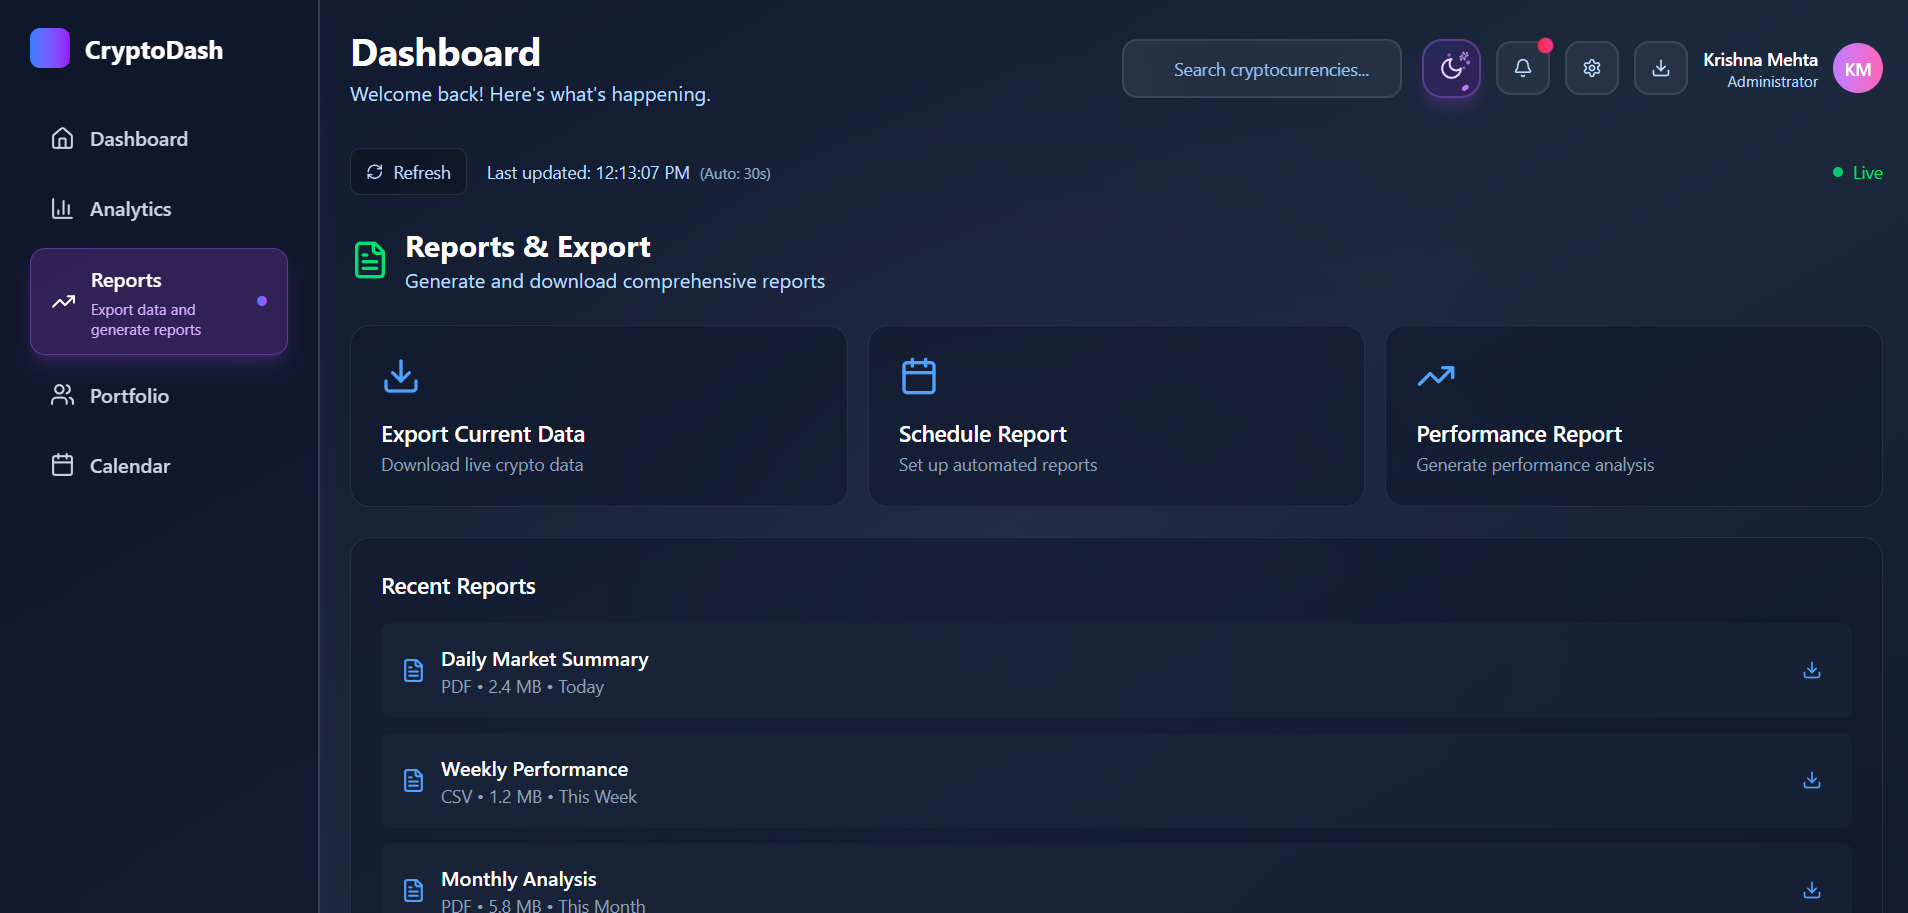 CryptoDash
Dashboard
Analytics
Reports
Export data and
generate reports
Portfolio
Calendar
Dashboard
Welcome back! Here's what's happening.
Search cryptocurrencies...
Krishna Mehta
Administrator
KM
Refresh
Last updated: 12:13:07 PM (Auto: 30s)
Live
Reports & Export
Generate and download comprehensive reports
Export Current Data
Download live crypto data
Schedule Report
Set up automated reports
Performance Report
Generate performance analysis
Recent Reports
Daily Market Summary
PDF • 2.4 MB • Today
Weekly Performance
CSV • 1.2 MB • This Week
Monthly Analysis
PDF • 5.8 MB • This Month